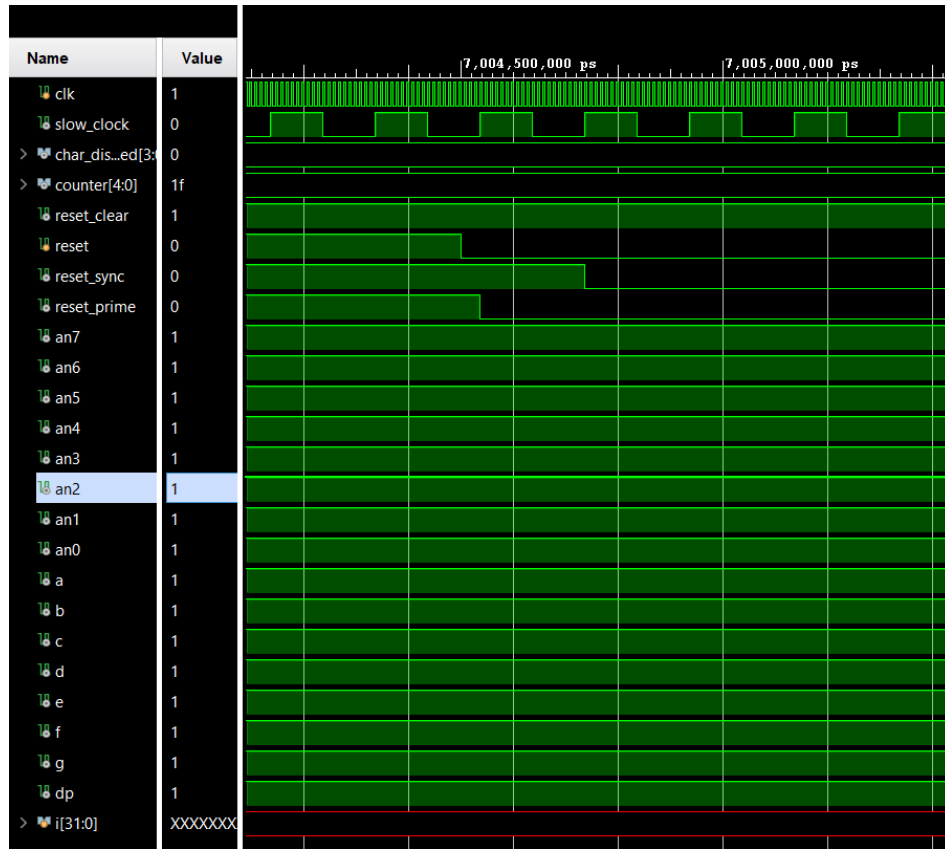 Name Value
7,004,500,000 ps 7,005,000,000 ps
clk 1
slow_clock 0
char_dis...ed[3:( 0
counter[4:0] 1f
reset_clear 1
reset 0
reset_sync 0
reset_prime 0
an7 1
an6 1
an5 1
an4 1
an3 1
an2 1
an1 1
an0 1
a 1
b 1
c 1
d 1
e 1
f 1
g 1
dp 1
i[31:0] XXXXXXX